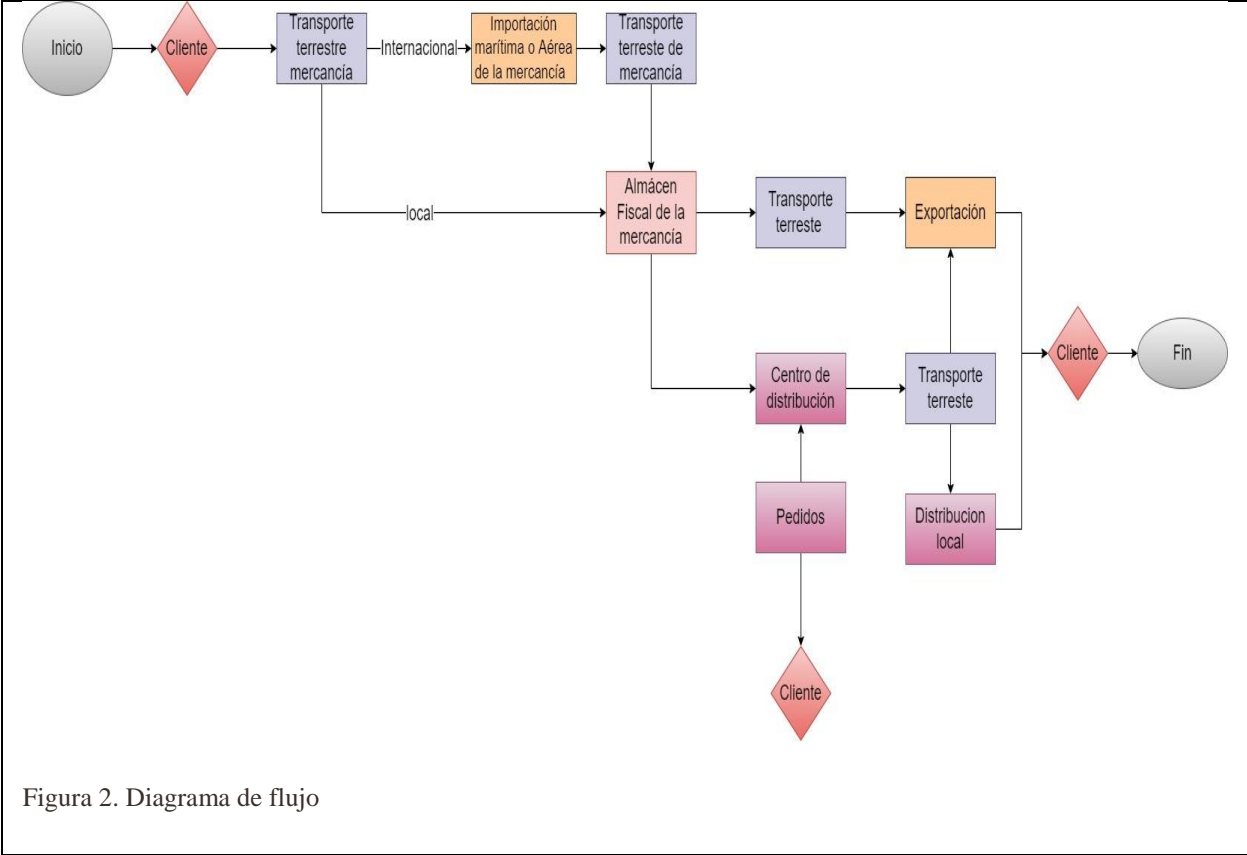 Inicio
Cliente
Transporte
terrestre
mercancía
Internacional
Importación
marítima o Aérea
de la mercancía
Transporte
terreste de
mercancía
local
Almácen
Fiscal de la
mercancía
Transporte
terreste
Exportación
Centro de
distribución
Transporte
terreste
Cliente
Fin
Pedidos
Distribucion
local
Cliente
Figura 2. Diagrama de flujo